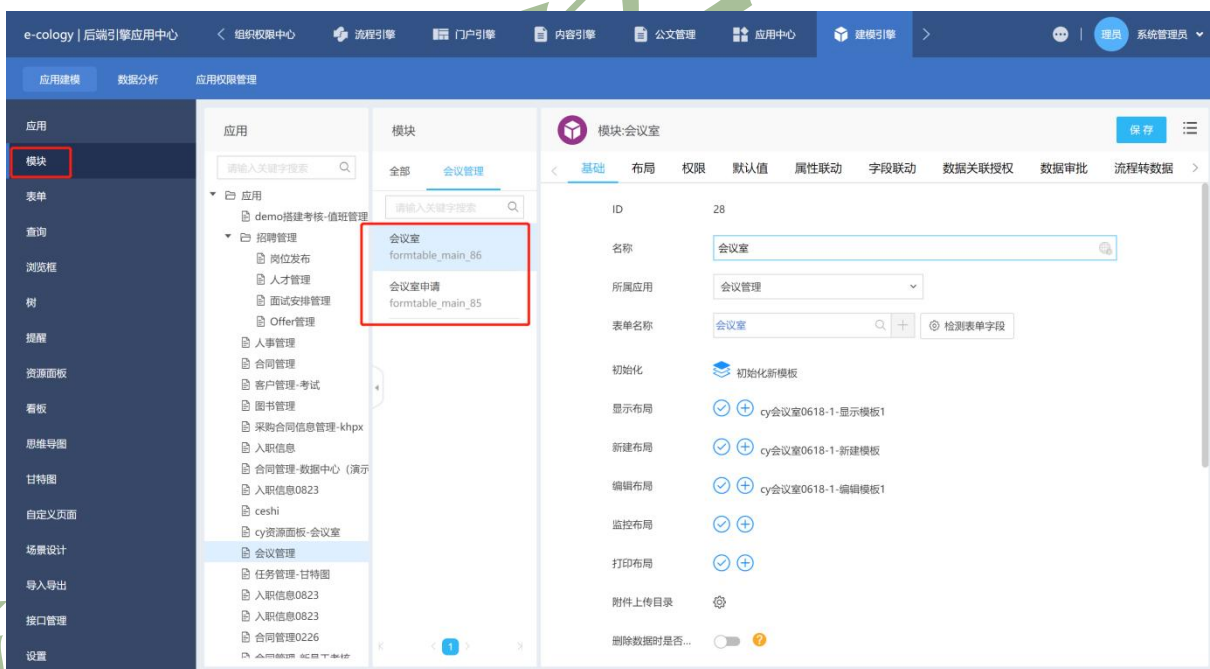 e-cology | 后端引擎应用中心 组织权限中心 流程引擎 门户引擎 内容引擎 公文管理 应用中心 建模引擎 理员 系统管理员
应用建模 数据分析 应用权限管理
应用
模块
表单
查询
浏览框
树
提醒
资源面板
看板
思维导图
甘特图
自定义页面
场景设计
导入导出
接口管理
设置
应用
请输入关键字搜索
应用
demo搭建考核-值班管理
招聘管理
岗位发布
人才管理
面试安排管理
Offer管理
人事管理
合同管理
客户管理-考试
图书管理
采购合同信息管理-khpx
入职信息
合同管理-数据中心（演示
入职信息0823
ceshi
cy资源面板-会议室
会议管理
任务管理-甘特图
入职信息0823
入职信息0823
合同管理0226
合同管理-新员工考核
模块
全部 会议管理
请输入关键字搜索
会议室
formtable_main_86
会议室申请
formtable_main_85
1
模块:会议室 保存
基础 布局 权限 默认值 属性联动 字段联动 数据关联授权 数据审批 流程转数据
ID 28
名称 会议室
所属应用 会议管理
表单名称 会议室 检测表单字段
初始化 初始化新模板
显示布局 cy会议室0618-1-显示模板1
新建布局 cy会议室0618-1-新建模板
编辑布局 cy会议室0618-1-编辑模板1
监控布局
打印布局
附件上传目录
删除数据时是否...